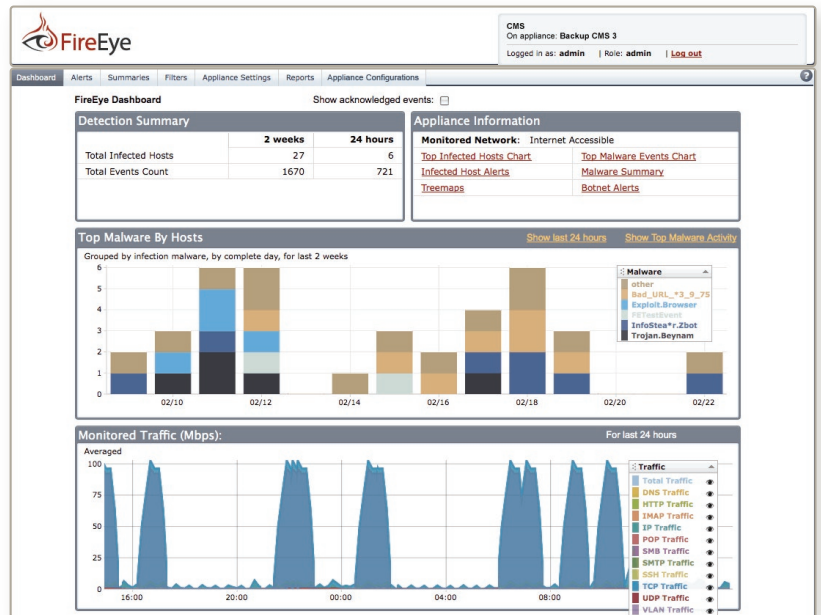 FireEye
CMS
On appliance: Backup CMS 3
Logged in as: admin | Role: admin | Log out
Dashboard Alerts Summaries Filters Appliance Settings Reports Appliance Configurations ?
FireEye Dashboard Show acknowledged events:
Detection Summary
2 weeks 24 hours
Total Infected Hosts 27 6
Total Events Count 1670 721
Appliance Information
Monitored Network: Internet Accessible
Top Infected Hosts Chart Top Malware Events Chart
Infected Host Alerts Malware Summary
Treemaps Botnet Alerts
Top Malware By Hosts Show last 24 hours Show Top Malware Activity
Grouped by infection malware, by complete day, for last 2 weeks
6
5
4
3
2
1
0
02/10 02/12 02/14 02/16 02/18 02/20 02/22
Malware
other
Bad_URL_*3_9_75
Exploit.Browser
FETestEvent
InfoStea*r.Zbot
Trojan.Beynam
Monitored Traffic (Mbps): For last 24 hours
Averaged
100
75
50
25
0
16:00 20:00 00:00 04:00 08:00
Traffic
Total Traffic
DNS Traffic
HTTP Traffic
IMAP Traffic
IP Traffic
POP Traffic
SMB Traffic
SMTP Traffic
SSH Traffic
TCP Traffic
UDP Traffic
VLAN Traffic